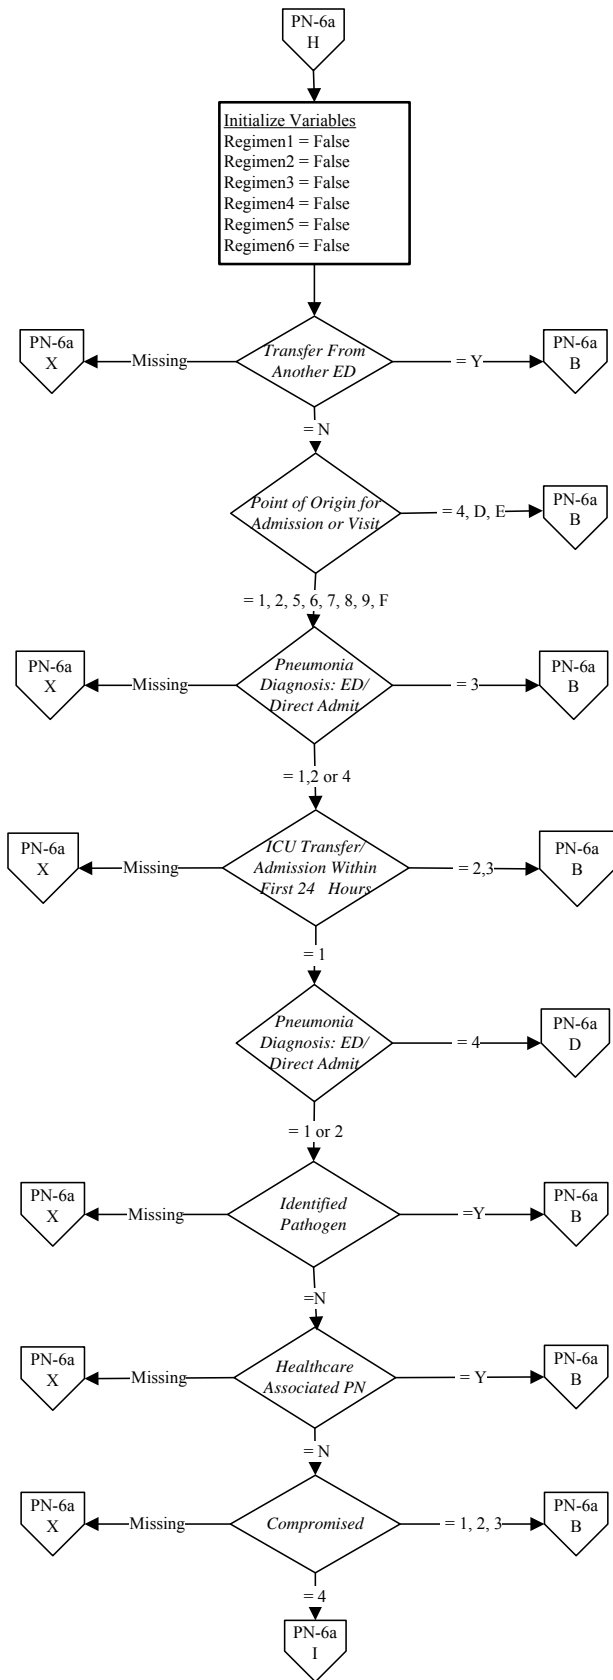 PN-6a
H
Initialize Variables
Regimen1 = False
Regimen2 = False
Regimen3 = False
Regimen4 = False
Regimen5 = False
Regimen6 = False
PN-6a
X
Missing
Transfer From
Another ED
= Y
PN-6a
B
= N
Point of Origin for
Admission or Visit
= 4, D, E
PN-6a
B
= 1, 2, 5, 6, 7, 8, 9, F
PN-6a
X
Missing
Pneumonia
Diagnosis: ED/
Direct Admit
= 3
PN-6a
B
= 1,2 or 4
PN-6a
X
Missing
ICU Transfer/
Admission Within
First 24 Hours
= 2,3
PN-6a
B
= 1
Pneumonia
Diagnosis: ED/
Direct Admit
= 4
PN-6a
D
= 1 or 2
PN-6a
X
Missing
Identified
Pathogen
=Y
PN-6a
B
=N
PN-6a
X
Missing
Healthcare
Associated PN
= Y
PN-6a
B
= N
PN-6a
X
Missing
Compromised
= 1, 2, 3
PN-6a
B
= 4
PN-6a
I